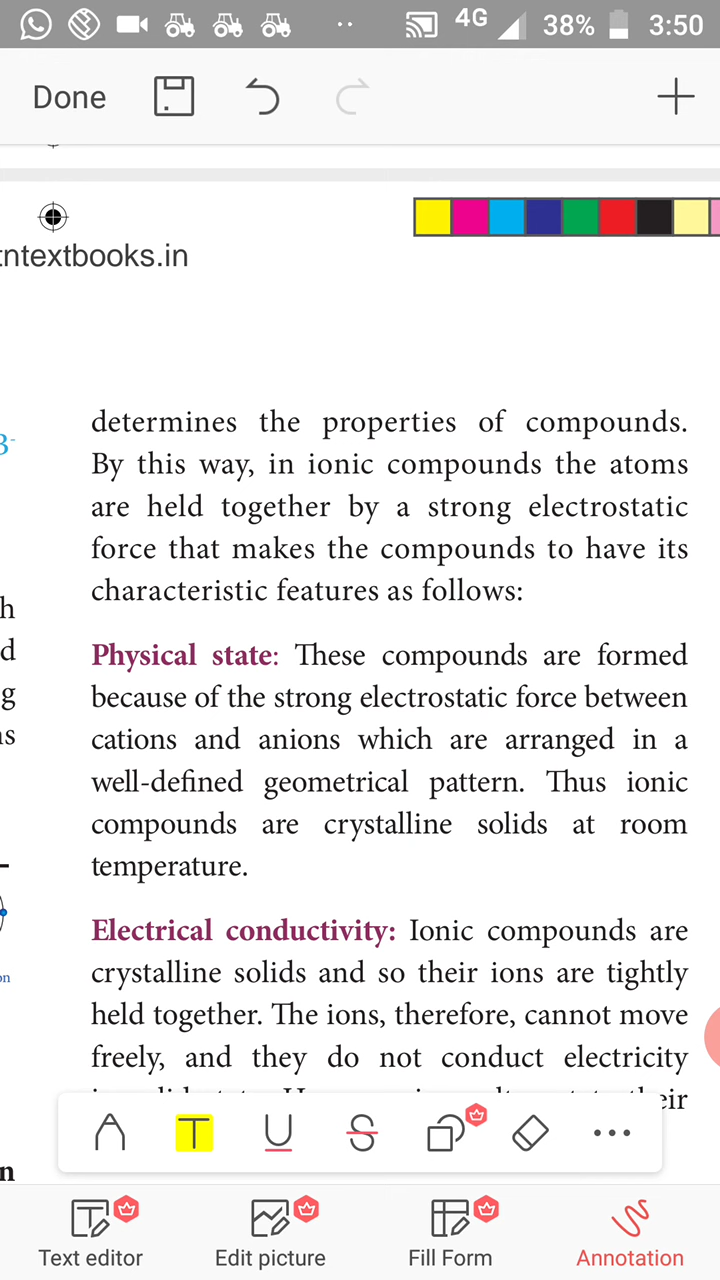 4G 38% 3:50
Done
tntextbooks.in
3-
determines the properties of compounds.
By this way, in ionic compounds the atoms
are held together by a strong electrostatic
force that makes the compounds to have its
characteristic features as follows:
h
d
g
ns
Physical state: These compounds are formed
because of the strong electrostatic force between
cations and anions which are arranged in a
well-defined geometrical pattern. Thus ionic
compounds are crystalline solids at room
temperature.
Electrical conductivity: Ionic compounds are
on
crystalline solids and so their ions are tightly
held together. The ions, therefore, cannot move
freely, and they do not conduct electricity
n
Text editor Edit picture Fill Form Annotation